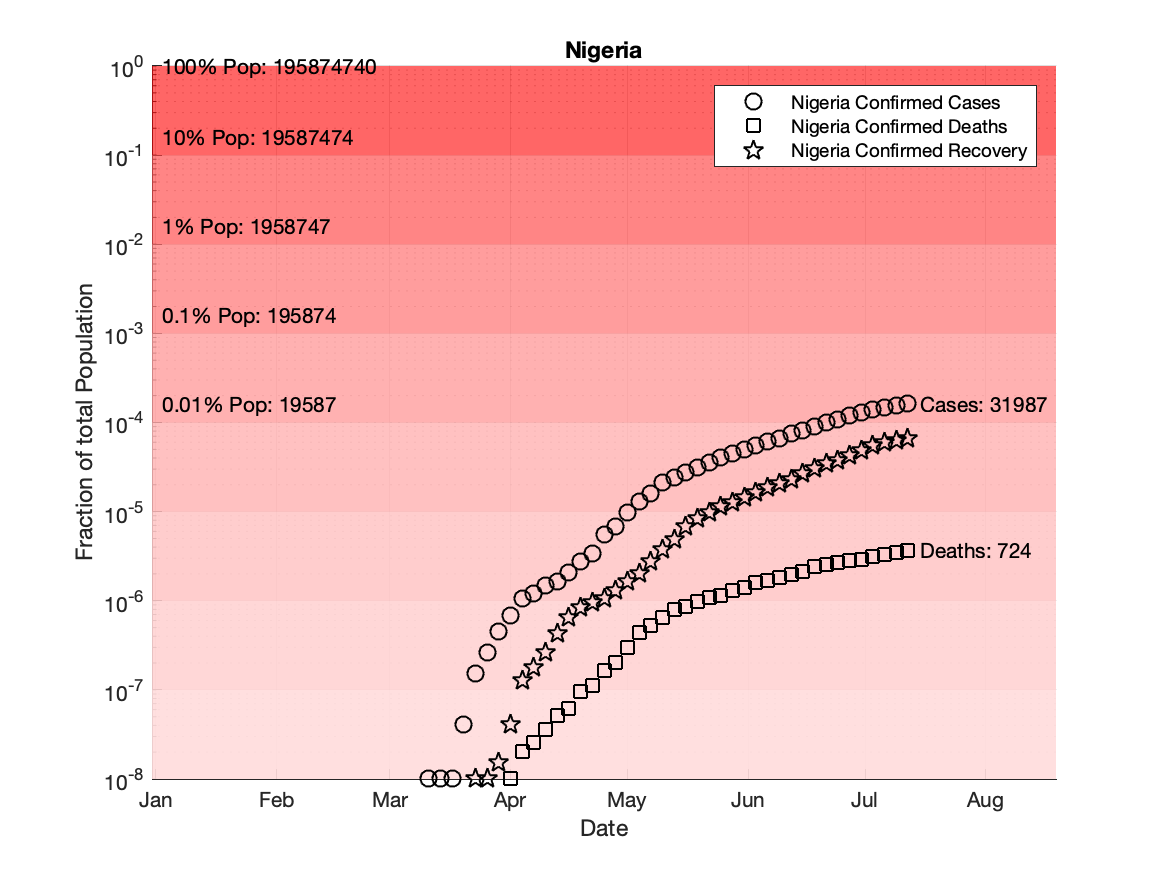 Nigeria
10^0
100% Pop: 195874740
Nigeria Confirmed Cases
Nigeria Confirmed Deaths
Nigeria Confirmed Recovery
10% Pop: 19587474
10^-1
1% Pop: 1958747
10^-2
0.1% Pop: 195874
10^-3
0.01% Pop: 19587
Cases: 31987
10^-4
10^-5
Deaths: 724
10^-6
10^-7
10^-8
Fraction of total Population
Jan Feb Mar Apr May Jun Jul Aug
Date